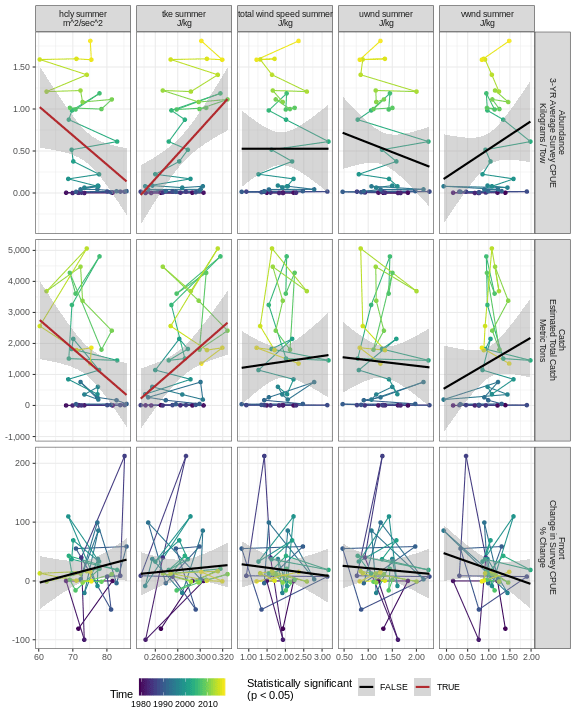 hdy summer
m^2/sec^2
tke summer
J/kg
total wind speed summer
J/kg
uwnd summer
J/kg
vwnd summer
J/kg
1.50
1.00
0.50
0.00
Abundance
3-YR Average Survey CPUE
Kilograms / Tow
5,000
4,000
3,000
2,000
1,000
0
-1,000
Catch
Estimated Total Catch
Metric Tons
200
100
0
-100
Fmort
Change in Survey CPUE
% Change
60 70 80
0.260 0.280 0.300 0.320
1.00 1.50 2.00 2.50 3.00
0.50 1.00 1.50 2.00
0.00 0.50 1.00 1.50 2.00
Time
1980 1990 2000 2010
Statistically significant
(p < 0.05)
FALSE
TRUE